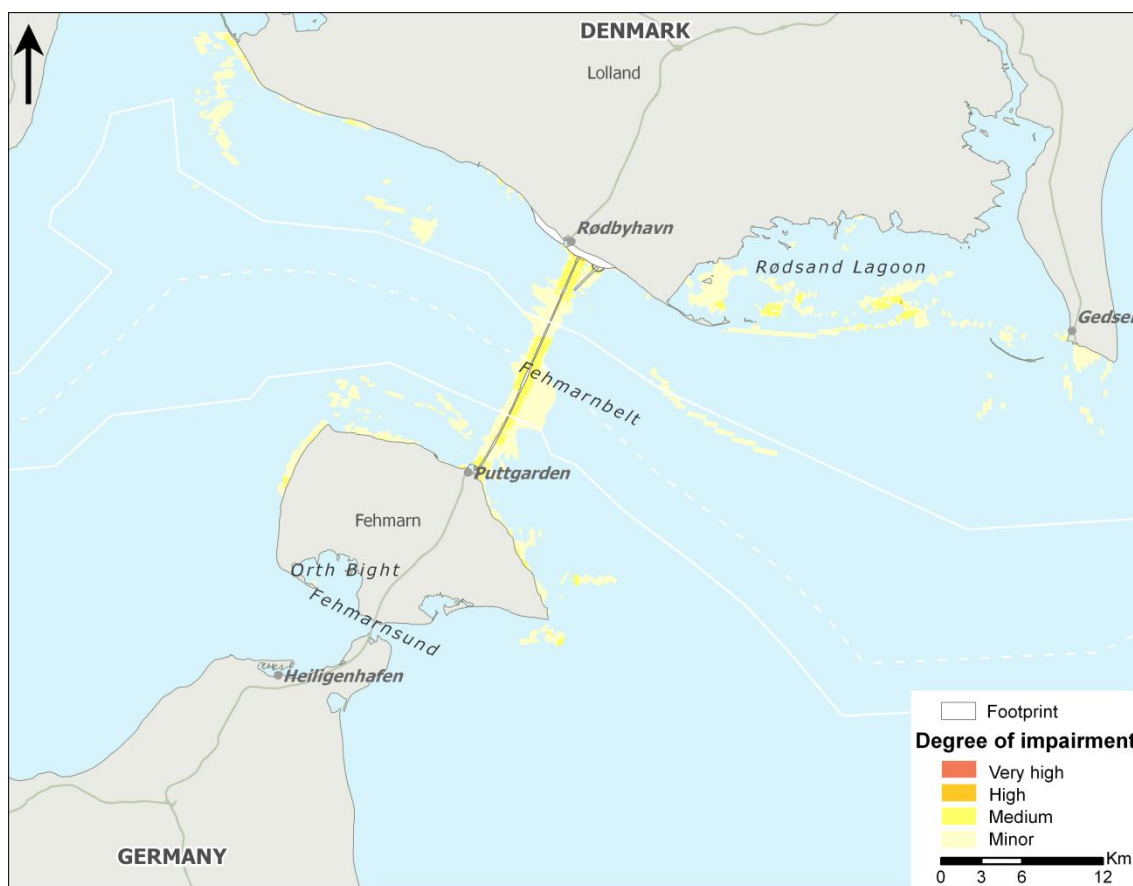 DENMARK
Lolland
Rødbyhavn
Rødsand Lagoon
Gedser
Fehmarnbelt
Puttgarden
Fehmarn
Orth Bight
Fehmarnsund
Heiligenhafen
GERMANY
Footprint
Degree of impairment
Very high
High
Medium
Minor
Km
0 3 6 12